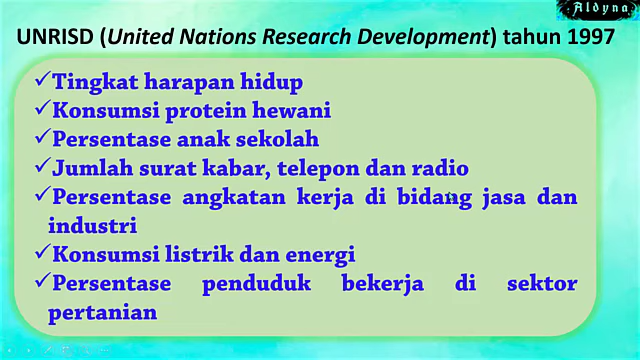 Aldyna
UNRISD (United Nations Research Development) tahun 1997
✓Tingkat harapan hidup
✓Konsumsi protein hewani
✓Persentase anak sekolah
✓Jumlah surat kabar, telepon dan radio
✓Persentase angkatan kerja di bidang jasa dan
industri
✓Konsumsi listrik dan energi
✓Persentase penduduk bekerja di sektor
pertanian